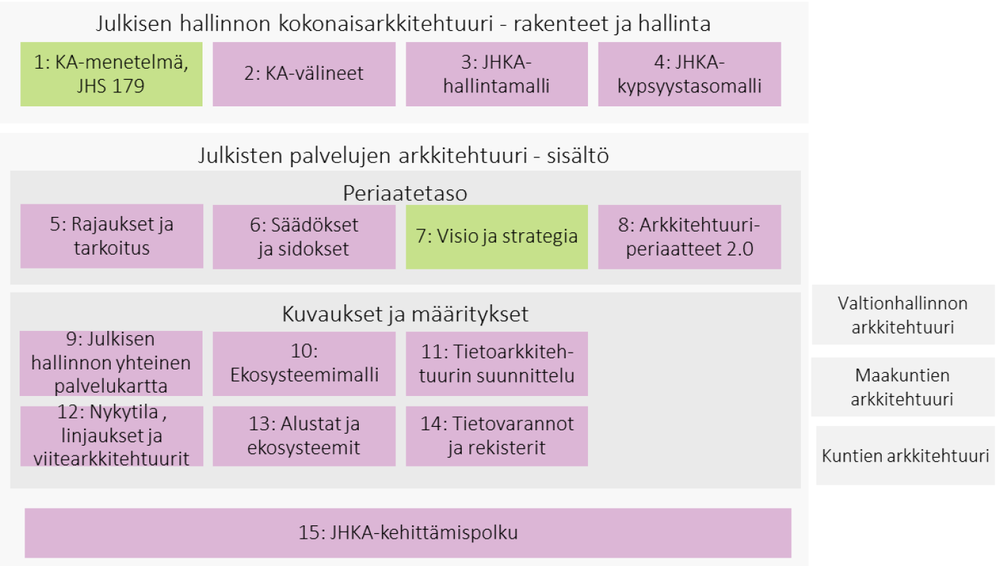 Julkisen hallinnon kokonaisarkkitehtuuri - rakenteet ja hallinta
1: KA-menetelmä,
JHS 179
2: KA-välineet
3: JHKA-
hallintamalli
4: JHKA-
kypsyystasomalli
Julkisten palvelujen arkkitehtuuri - sisältö
Periaatetaso
5: Rajaukset ja
tarkoitus
6: Säädökset
ja sidokset
7: Visio ja strategia
8: Arkkitehtuuri-
periaatteet 2.0
Kuvaukset ja määritykset
9: Julkisen
hallinnon yhteinen
palvelukartta
10:
Ekosysteemimalli
11: Tietoarkkiteh-
tuurin suunnittelu
12: Nykytila ,
linjaukset ja
viitearkkitehtuurit
13: Alustat ja
ekosysteemit
14: Tietovarannot
ja rekisterit
15: JHKA-kehittämispolku
Valtionhallinnon
arkkitehtuuri
Maakuntien
arkkitehtuuri
Kuntien arkkitehtuuri